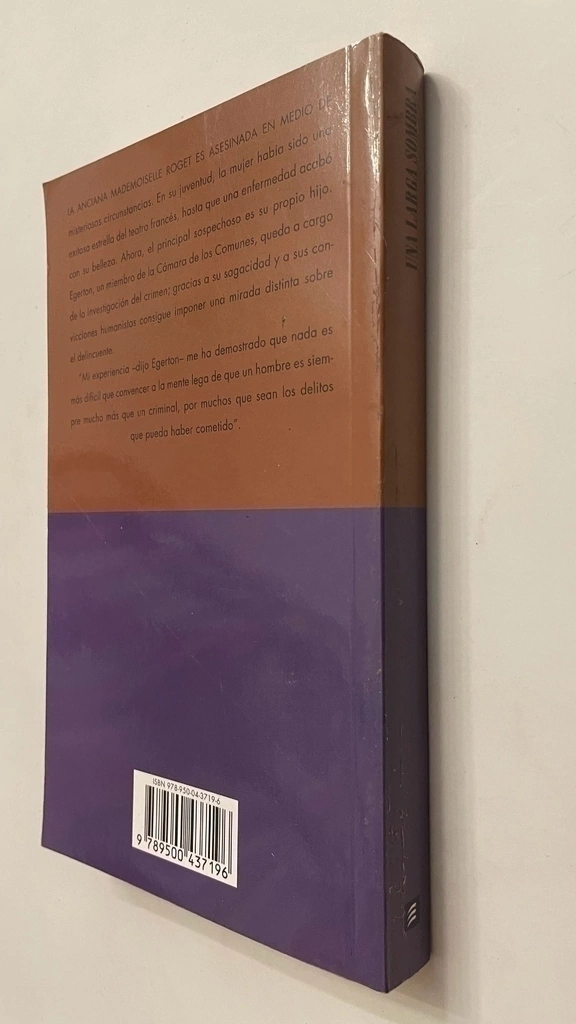 LA ANCIANA MADEMOISELLE ROGET ES ASESINADA EN MEDIO DE
misteriosas circunstancias. En su juventud, la mujer había sido una
exitosa estrella del teatro francés, hasta que una enfermedad acabó
con su belleza. Ahora, el principal sospechoso es su propio hijo.
Egerton, un miembro de la Cámara de los Comunes, queda a cargo
de la investigación del crimen; gracias a su sagacidad y a sus con-
vicciones humanistas consigue imponer una mirada distinta sobre
el delincuente.
"Mi experiencia –dijo Egerton– me ha demostrado que nada es
más difícil que convencer a la mente lega de que un hombre es siem-
pre mucho más que un criminal, por muchos que sean los delitos
que pueda haber cometido".
ISBN 978-950-04-3719-6
9 789500 437196
UNA LARGA SOMBRA